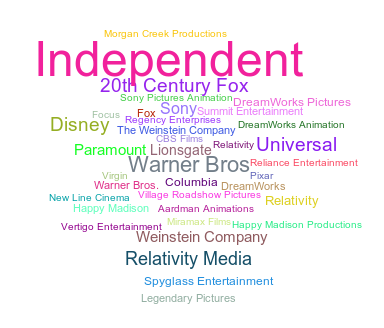 Morgan Creek Productions
Independent
20th Century Fox
Sony Pictures Animation
DreamWorks Pictures
Focus
Fox
Sony
Summit Entertainment
Regency Enterprises
Disney
The Weinstein Company
DreamWorks Animation
CBS Films
Relativity
Universal
Paramount
Lionsgate
Warner Bros
Reliance Entertainment
Virgin
Warner Bros.
Columbia
Pixar
DreamWorks
New Line Cinema
Village Roadshow Pictures
Relativity
Happy Madison
Aardman Animations
Vertigo Entertainment
Miramax Films
Happy Madison Productions
Weinstein Company
Relativity Media
Spyglass Entertainment
Legendary Pictures